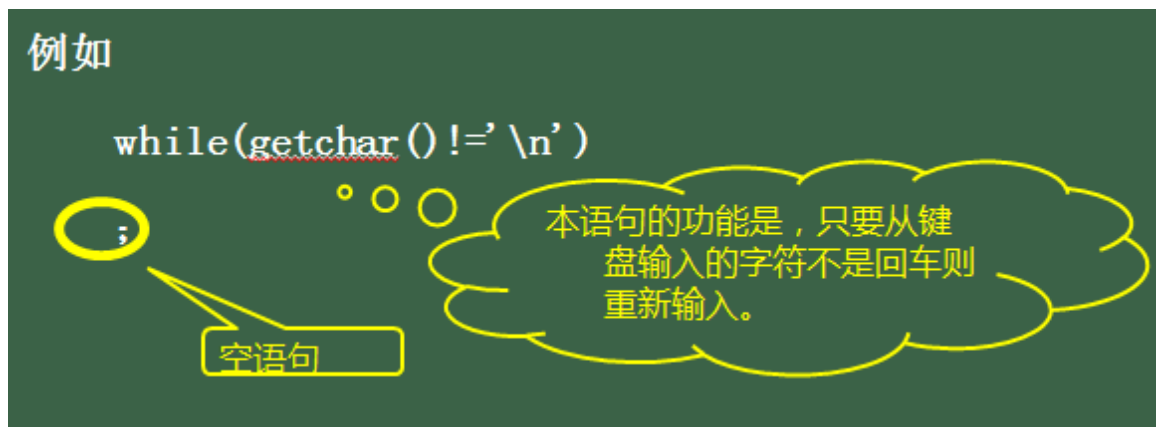 例如
while(getchar()!='\n')
;
本语句的功能是，只要从键
盘输入的字符不是回车则
重新输入。
空语句